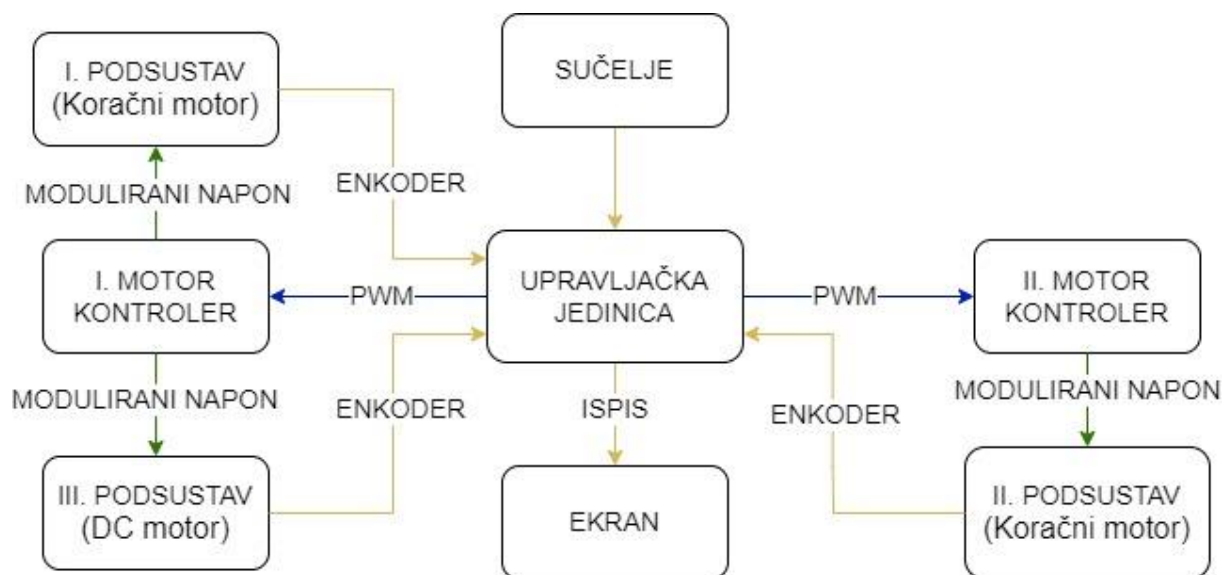 I. PODSUSTAV
(Koračni motor)
SUČELJE
MODULIRANI NAPON
ENKODER
I. MOTOR
KONTROLER
PWM
UPRAVLJAČKA
JEDINICA
PWM
II. MOTOR
KONTROLER
MODULIRANI NAPON
ENKODER
ISPIS
ENKODER
MODULIRANI NAPON
III. PODSUSTAV
(DC motor)
EKRAN
II. PODSUSTAV
(Koračni motor)